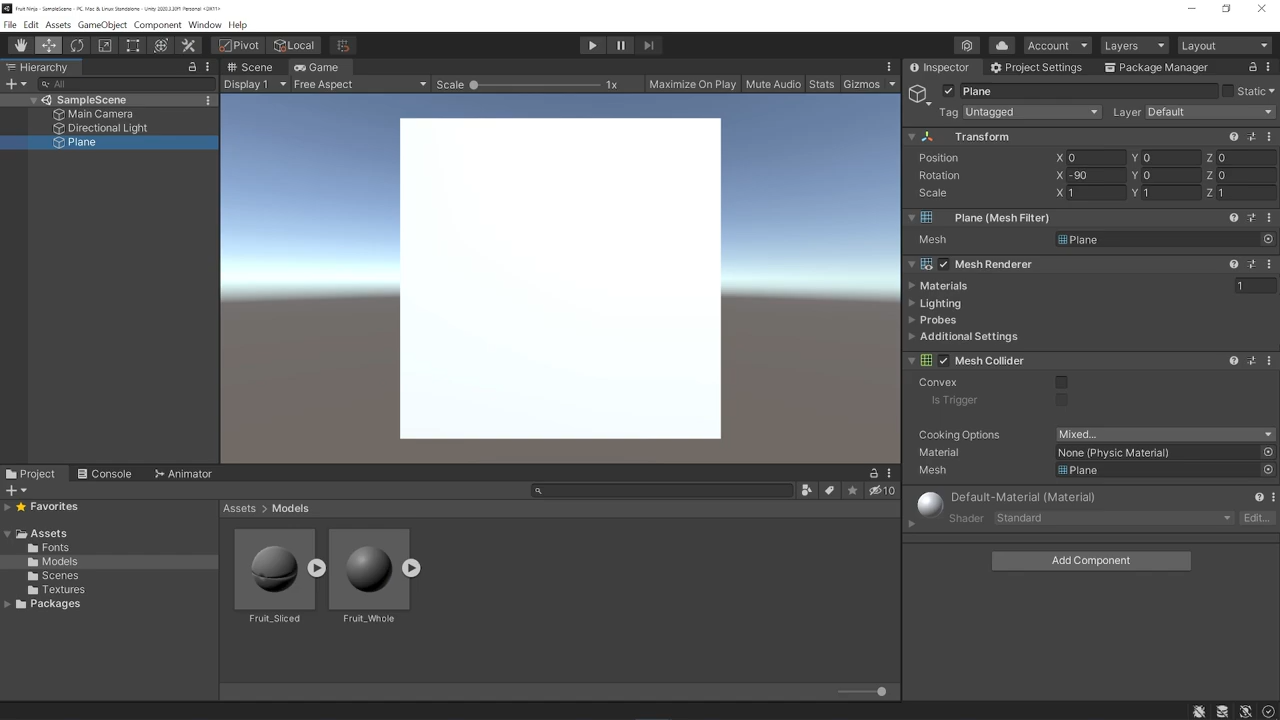 Fruit Ninja - SampleScene - PC, Mac & Linux Standalone - Unity 2020.3.30f1 Personal <DX11>
File Edit Assets GameObject Component Window Help
Pivot Local Account Layers Layout
Hierarchy Scene Game Inspector Project Settings Package Manager
All Display 1 Free Aspect Scale 1x Maximize On Play Mute Audio Stats Gizmos Plane Static
SampleScene
Main Camera Tag Untagged Layer Default
Directional Light
Plane Transform
Position X 0 Y 0 Z 0
Rotation X -90 Y 0 Z 0
Scale X 1 Y 1 Z 1
Plane (Mesh Filter)
Mesh Plane
Mesh Renderer
Materials 1
Lighting
Probes
Additional Settings
Mesh Collider
Convex
Is Trigger
Cooking Options Mixed...
Material None (Physic Material)
Mesh Plane
Default-Material (Material)
Shader Standard Edit...
Add Component
Project Console Animator
10
Favorites Assets > Models
Assets
Fonts
Models
Scenes
Textures
Packages
Fruit_Sliced Fruit_Whole